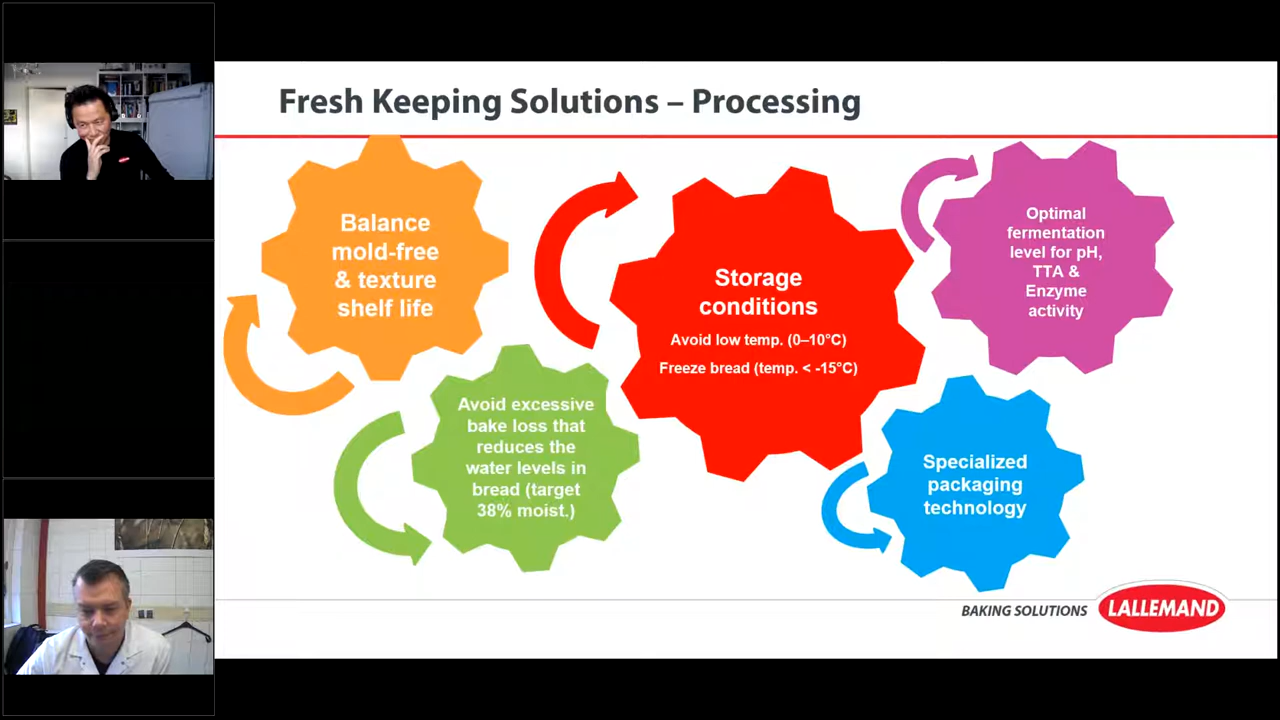 Fresh Keeping Solutions – Processing
Balance
mold-free
& texture
shelf life
Storage
conditions
Avoid low temp. (0–10°C)
Freeze bread (temp. < -15°C)
Optimal
fermentation
level for pH,
TTA &
Enzyme
activity
Avoid excessive
bake loss that
reduces the
water levels in
bread (target
38% moist.)
Specialized
packaging
technology
BAKING SOLUTIONS
LALLEMAND